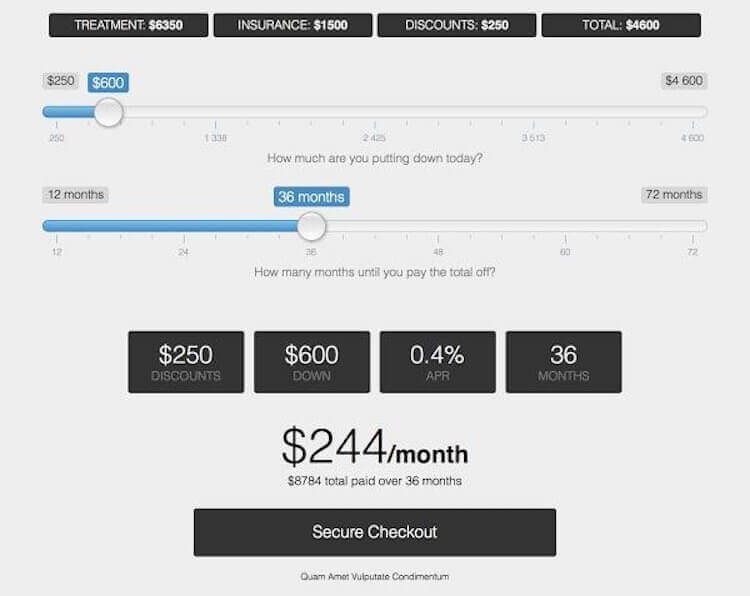 TREATMENT: $6350 INSURANCE: $1500 DISCOUNTS: $250 TOTAL: $4600
$250 $600 $4 600
250 1 338 2 425 3 513 4 600
How much are you putting down today?
12 months 36 months 72 months
12 24 36 48 60 72
How many months until you pay the total off?
$250 $600 0.4% 36
DISCOUNTS DOWN APR MONTHS
$244/month
$8784 total paid over 36 months
Secure Checkout
Quam Amet Vulputate Condimentum